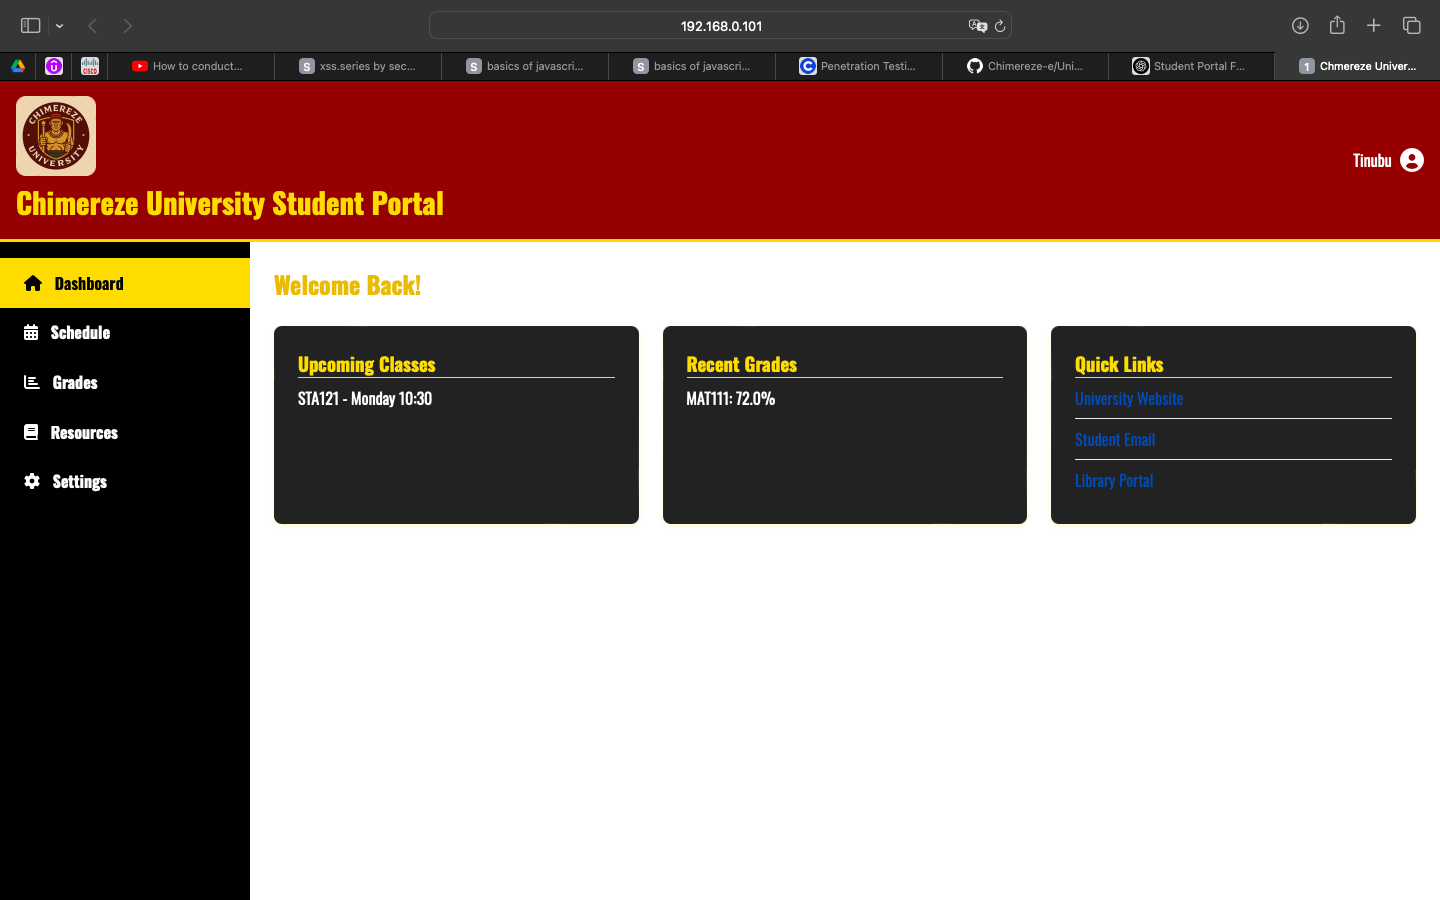 192.168.0.101
How to conduct...
xss.series by sec...
basics of javascri...
basics of javascri...
Penetration Testi...
Chimereze-e/Uni...
Student Portal F...
Chmereze Univer...
CISCO
CHIMEREZE
UNIVERSITY
Tinubu
Chimereze University Student Portal
Dashboard
Schedule
Grades
Resources
Settings
Welcome Back!
Upcoming Classes
STA121 - Monday 10:30
Recent Grades
MAT111: 72.0%
Quick Links
University Website
Student Email
Library Portal